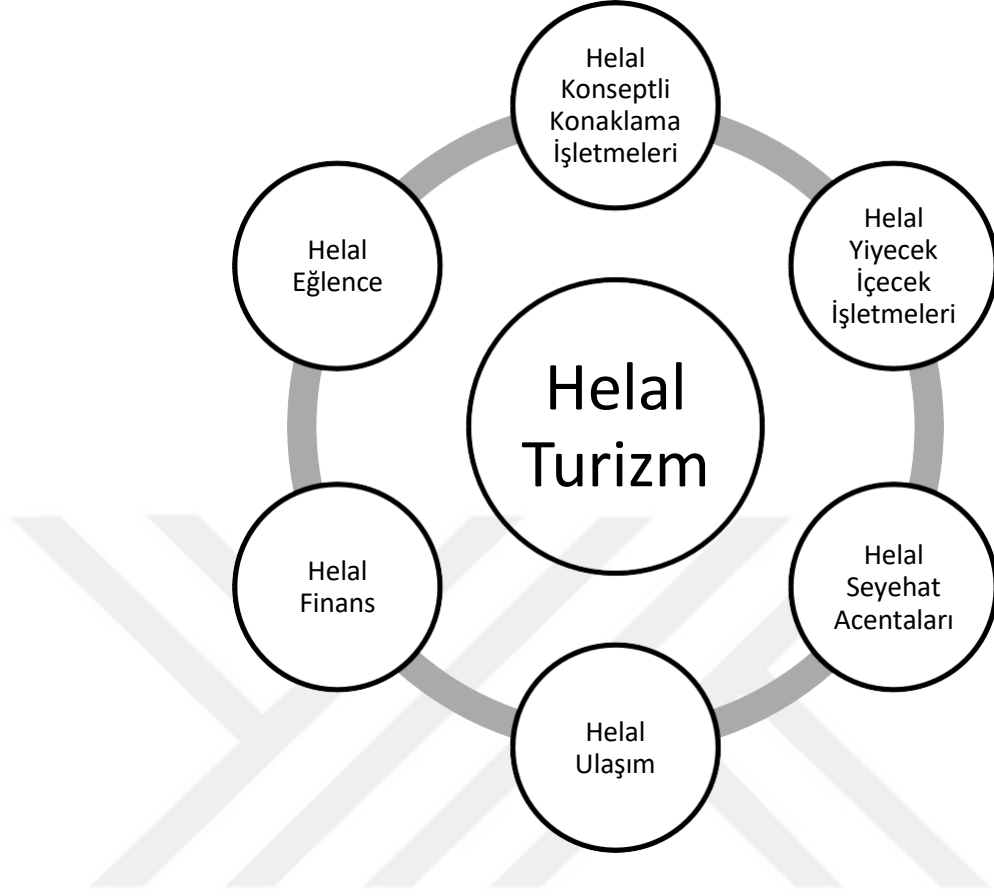 Helal
Konseptli
Konaklama
İşletmeleri
Helal
Yiyecek
İçecek
İşletmeleri
Helal
Eğlence
Helal
Turizm
Helal
Seyehat
Acentaları
Helal
Finans
Helal
Ulaşım